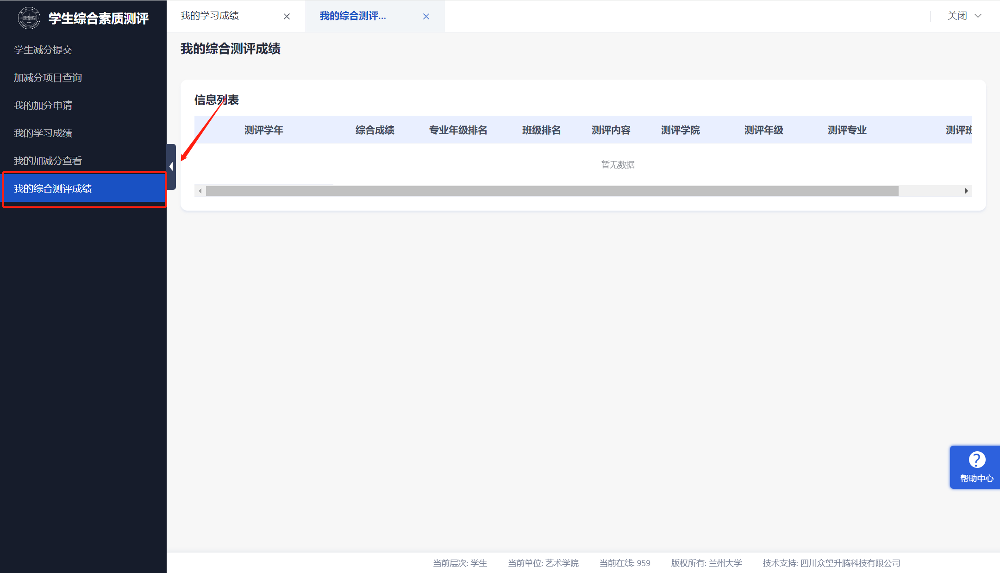 学生综合素质测评
学生减分提交
加减分项目查询
我的加分申请
我的学习成绩
我的加减分查看
我的综合测评成绩
我的学习成绩
我的综合测评...
关闭
我的综合测评成绩
信息列表
测评学年 综合成绩 专业年级排名 班级排名 测评内容 测评学院 测评年级 测评专业 测评班
暂无数据
帮助中心
当前层次: 学生 当前单位: 艺术学院 当前在线: 959 版权所有: 兰州大学 技术支持: 四川众望升腾科技有限公司